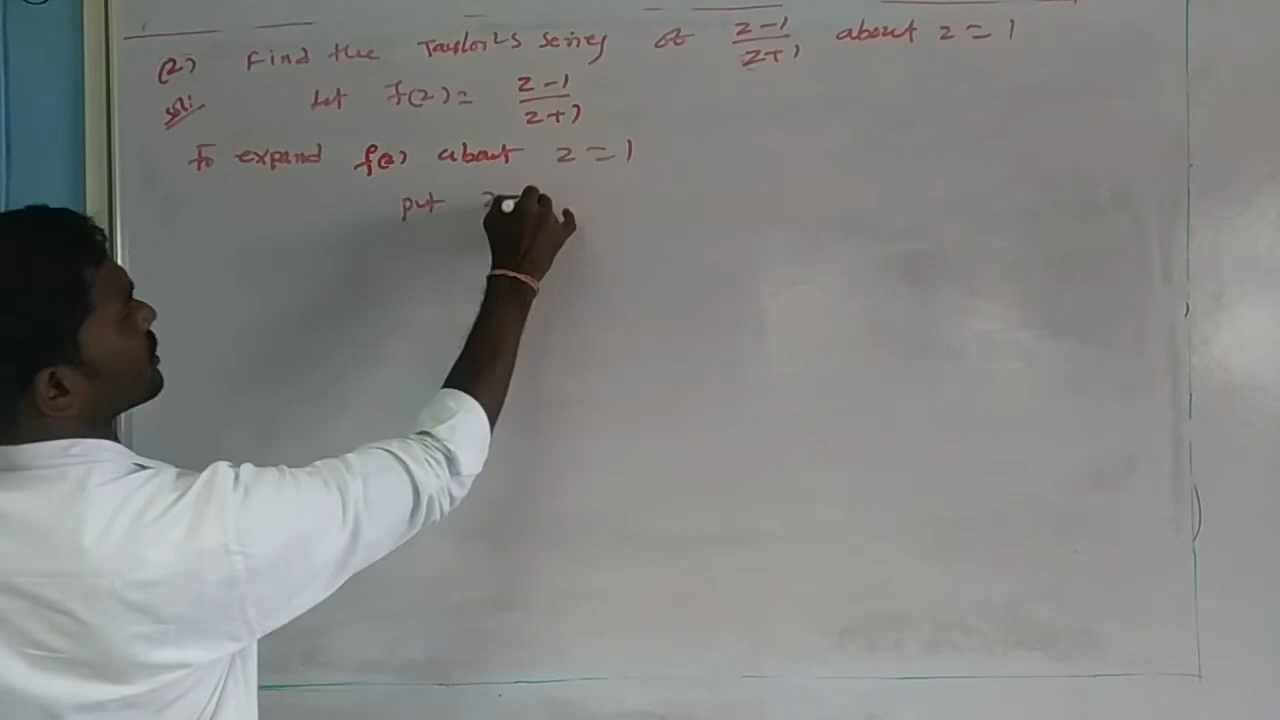 (2) Find the Taylor's Series of z-1/z+1 about z=1
Sol: Let f(z)= z-1/z+1
To expand f(z) about z=1
put z